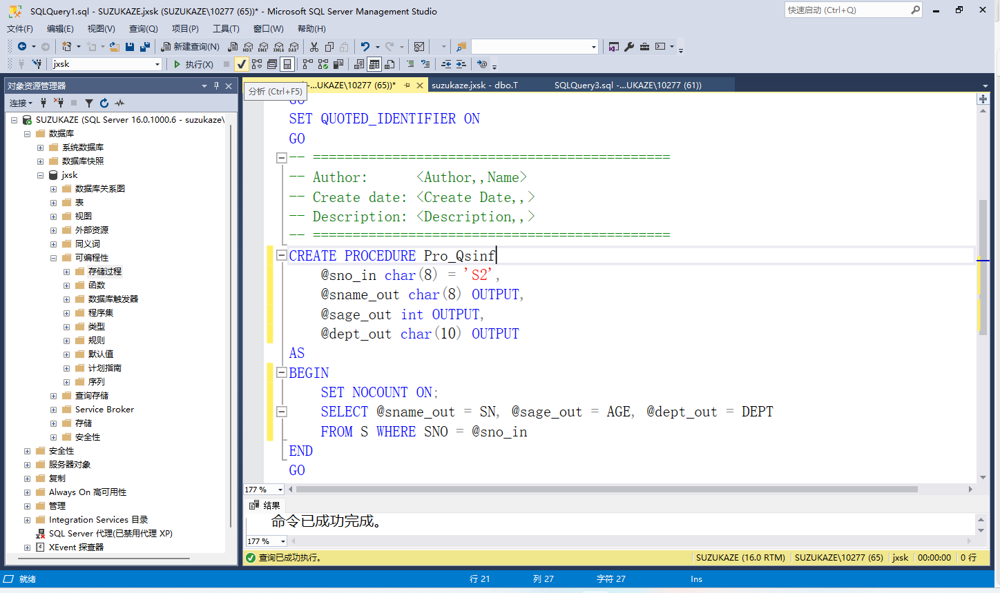 SQLQuery1.sql - SUZUKAZE.jxsk (SUZUKAZE\10277 (65))* - Microsoft SQL Server Management Studio
快速启动 (Ctrl+Q)
文件(F) 编辑(E) 视图(V) 查询(Q) 项目(P) 工具(T) 窗口(W) 帮助(H)
新建查询(N) MDX DMX XMLA DAX
jxsk 执行(X)
对象资源管理器
分析 (Ctrl+F5)
-...UKAZE\10277 (65))* suzukaze.jxsk - dbo.T SQLQuery3.sql -...UKAZE\10277 (61))
连接
SUZUKAZE (SQL Server 16.0.1000.6 - suzukaze\
数据库
系统数据库
数据库快照
jxsk
数据库关系图
表
视图
外部资源
同义词
可编程性
存储过程
函数
数据库触发器
程序集
类型
规则
默认值
计划指南
序列
查询存储
Service Broker
存储
安全性
安全性
服务器对象
复制
Always On 高可用性
管理
Integration Services 目录
SQL Server 代理(已禁用代理 XP)
XEvent 探查器
GO
SET QUOTED_IDENTIFIER ON
GO
-- =============================================
-- Author: <Author,,Name>
-- Create date: <Create Date,,>
-- Description: <Description,,>
-- =============================================
CREATE PROCEDURE Pro_Qsinf
@sno_in char(8) = 'S2',
@sname_out char(8) OUTPUT,
@sage_out int OUTPUT,
@dept_out char(10) OUTPUT
AS
BEGIN
SET NOCOUNT ON;
SELECT @sname_out = SN, @sage_out = AGE, @dept_out = DEPT
FROM S WHERE SNO = @sno_in
END
GO
177 %
结果
命令已成功完成。
177 %
查询已成功执行。 SUZUKAZE (16.0 RTM) SUZUKAZE\10277 (65) jxsk 00:00:00 0 行
就绪 行 21 列 27 字符 27 Ins